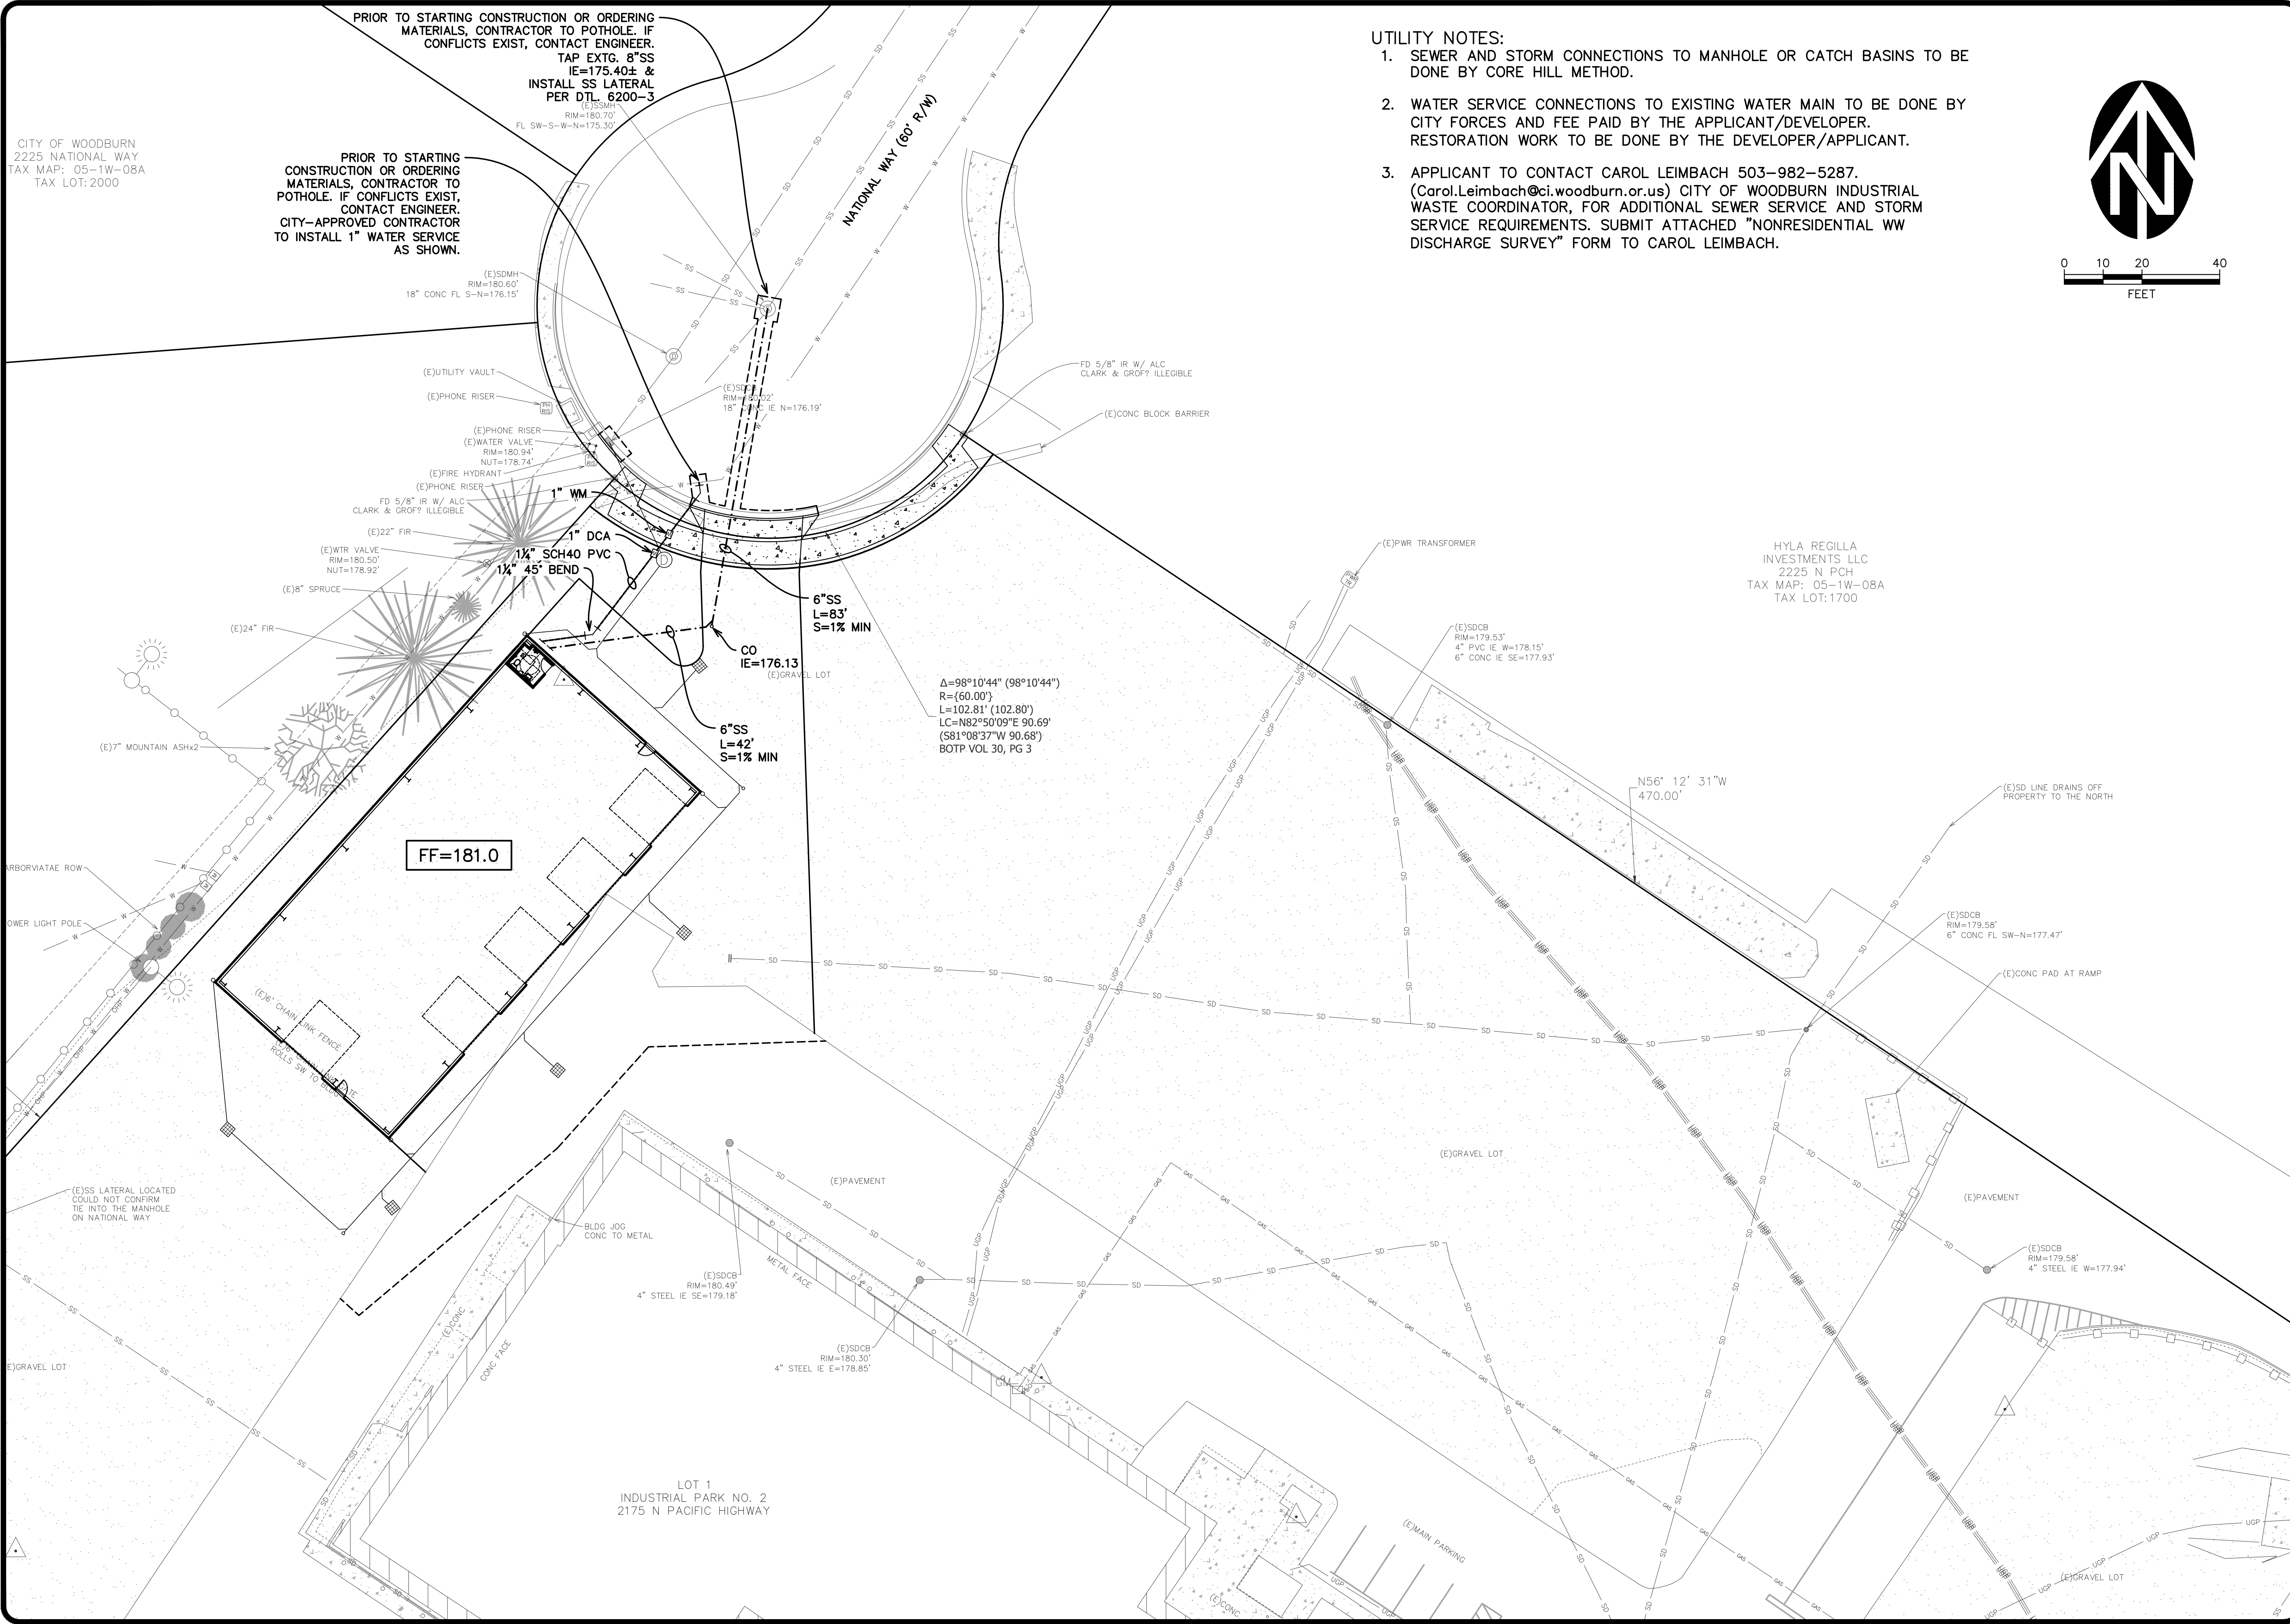 PRIOR TO STARTING CONSTRUCTION OR ORDERING
MATERIALS, CONTRACTOR TO POTHOLE. IF
CONFLICTS EXIST, CONTACT ENGINEER.
TAP EXTG. 8"SS
IE=175.40± &
INSTALL SS LATERAL
PER DTL. 6200-3
(E)SSMH
RIM=180.70'
FL SW-S-W-N=175.30'
UTILITY NOTES:
1. SEWER AND STORM CONNECTIONS TO MANHOLE OR CATCH BASINS TO BE
DONE BY CORE HILL METHOD.
2. WATER SERVICE CONNECTIONS TO EXISTING WATER MAIN TO BE DONE BY
CITY FORCES AND FEE PAID BY THE APPLICANT/DEVELOPER.
RESTORATION WORK TO BE DONE BY THE DEVELOPER/APPLICANT.
3. APPLICANT TO CONTACT CAROL LEIMBACH 503-982-5287.
(Carol.Leimbach@ci.woodburn.or.us) CITY OF WOODBURN INDUSTRIAL
WASTE COORDINATOR, FOR ADDITIONAL SEWER SERVICE AND STORM
SERVICE REQUIREMENTS. SUBMIT ATTACHED "NONRESIDENTIAL WW
DISCHARGE SURVEY" FORM TO CAROL LEIMBACH.
N
0 10 20 40
FEET
CITY OF WOODBURN
2225 NATIONAL WAY
TAX MAP: 05-1W-08A
TAX LOT:2000
PRIOR TO STARTING
CONSTRUCTION OR ORDERING
MATERIALS, CONTRACTOR TO
POTHOLE. IF CONFLICTS EXIST,
CONTACT ENGINEER.
CITY-APPROVED CONTRACTOR
TO INSTALL 1" WATER SERVICE
AS SHOWN.
NATIONAL WAY (60' R/W)
(E)SDMH
RIM=180.60'
18" CONC FL S-N=176.15'
(E)UTILITY VAULT
(E)PHONE RISER
(E)SDCB
RIM=180.02'
18" CONC IE N=176.19'
FD 5/8" IR W/ ALC
CLARK & GROF? ILLEGIBLE
(E)CONC BLOCK BARRIER
(E)PHONE RISER
(E)WATER VALVE
RIM=180.94'
NUT=178.74'
(E)FIRE HYDRANT
(E)PHONE RISER
FD 5/8" IR W/ ALC
CLARK & GROF? ILLEGIBLE
1" WM
(E)22" FIR
1" DCA
(E)WTR VALVE
RIM=180.50'
NUT=178.92'
1¼" SCH40 PVC
1¼" 45° BEND
(E)8" SPRUCE
(E)24" FIR
6"SS
L=83'
S=1% MIN
CO
IE=176.13
(E)GRAVEL LOT
6"SS
L=42'
S=1% MIN
Δ=98°10'44" (98°10'44")
R={60.00'}
L=102.81' (102.80')
LC=N82°50'09"E 90.69'
(S81°08'37"W 90.68')
BOTP VOL 30, PG 3
(E)PWR TRANSFORMER
HYLA REGILLA
INVESTMENTS LLC
2225 N PCH
TAX MAP: 05-1W-08A
TAX LOT:1700
(E)SDCB
RIM=179.53'
4" PVC IE W=178.15'
6" CONC IE SE=177.93'
(E)7" MOUNTAIN ASHx2
N56° 12' 31"W
470.00'
(E)SD LINE DRAINS OFF
PROPERTY TO THE NORTH
FF=181.0
ARBORVIATAE ROW
OWER LIGHT POLE
(E)SDCB
RIM=179.58'
6" CONC FL SW-N=177.47'
(E)CONC PAD AT RAMP
(E)6' CHAIN LINK FENCE
ROLLS SW TO
(E)SS LATERAL LOCATED
COULD NOT CONFIRM
TIE INTO THE MANHOLE
ON NATIONAL WAY
(E)PAVEMENT
(E)GRAVEL LOT
(E)PAVEMENT
BLDG JOG
CONC TO METAL
METAL FACE
(E)SDCB
RIM=180.49'
4" STEEL IE SE=179.18'
(E)SDCB
RIM=179.58'
4" STEEL IE W=177.94'
(E)CONC
CONC FACE
(E)SDCB
RIM=180.30'
4" STEEL IE E=178.85'
GM
E)GRAVEL LOT
LOT 1
INDUSTRIAL PARK NO. 2
2175 N PACIFIC HIGHWAY
(E)MAIN PARKING
(E)CONC
(E)GRAVEL LOT